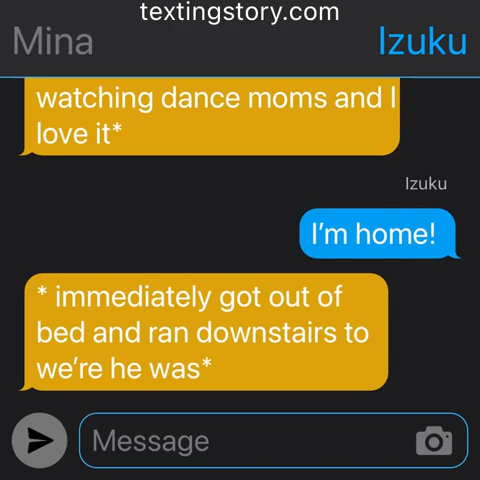 textingstory.com
Mina
Izuku
watching dance moms and I
love it*
Izuku
I'm home!
* immediately got out of
bed and ran downstairs to
we're he was*
Message